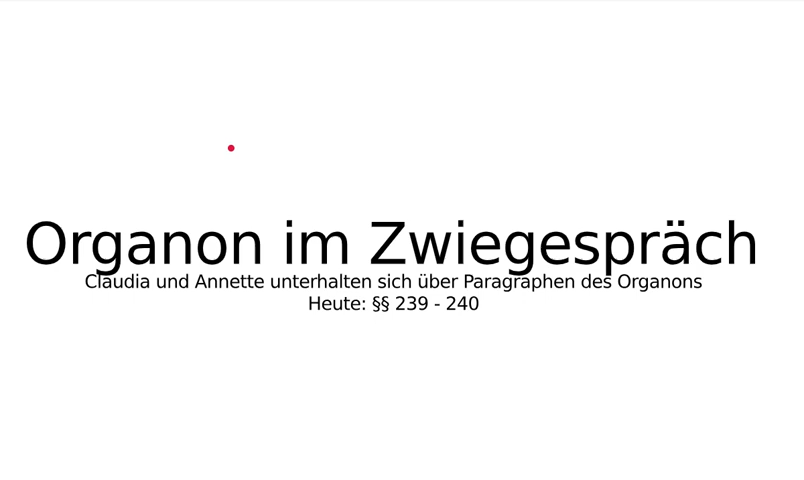 Organon im Zwiegespräch
Claudia und Annette unterhalten sich über Paragraphen des Organons
Heute: §§ 239 - 240